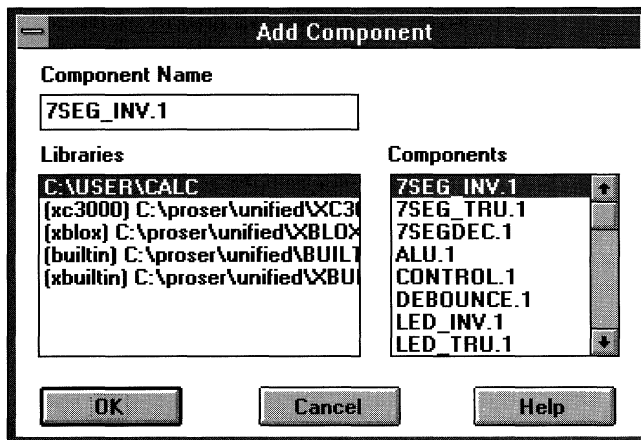 Add Component
Component Name
7SEG_INV.1
Libraries
C:\USER\CALC
(xc3000) C:\proser\unified\XC30
(xblox) C:\proser\unified\XBLOX
(builtin) C:\proser\unified\BUILT
(xbuiltin) C:\proser\unified\XBUI
Components
7SEG_INV.1
7SEG_TRU.1
7SEGDEC.1
ALU.1
CONTROL.1
DEBOUNCE.1
LED_INV.1
LED_TRU.1
OK
Cancel
Help